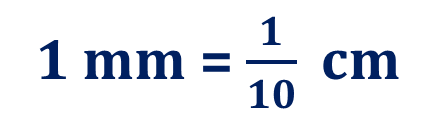 1 mm = 1/10 cm